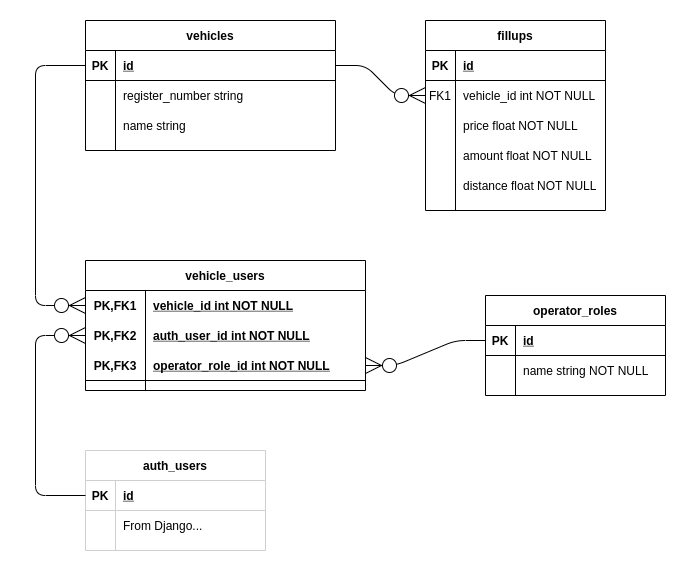 vehicles
PK id
register_number string
name string
fillups
PK id
FK1 vehicle_id int NOT NULL
price float NOT NULL
amount float NOT NULL
distance float NOT NULL
vehicle_users
PK,FK1 vehicle_id int NOT NULL
PK,FK2 auth_user_id int NOT NULL
PK,FK3 operator_role_id int NOT NULL
operator_roles
PK id
name string NOT NULL
auth_users
PK id
From Django...